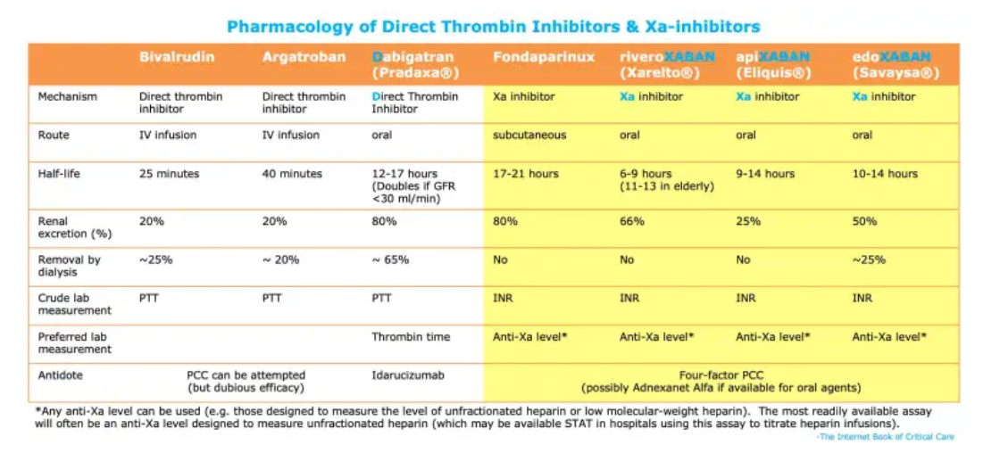 Pharmacology of Direct Thrombin Inhibitors & Xa-inhibitors
Bivalrudin Argatroban Dabigatran Fondaparinux riveroXABAN apiXABAN edoXABAN
(Pradaxa®) (Xarelto®) (Eliquis®) (Savaysa®)
Mechanism Direct thrombin Direct thrombin Direct Thrombin Xa inhibitor Xa inhibitor Xa inhibitor Xa inhibitor
inhibitor inhibitor Inhibitor
Route IV infusion IV infusion oral subcutaneous oral oral oral
Half-life 25 minutes 40 minutes 12-17 hours 17-21 hours 6-9 hours 9-14 hours 10-14 hours
(Doubles if GFR (11-13 in elderly)
<30 ml/min)
Renal 20% 20% 80% 80% 66% 25% 50%
excretion (%)
Removal by ~25% ~ 20% ~ 65% No No No ~25%
dialysis
Crude lab PTT PTT PTT INR INR INR INR
measurement
Preferred lab Thrombin time Anti-Xa level* Anti-Xa level* Anti-Xa level* Anti-Xa level*
measurement
Antidote PCC can be attempted Idarucizumab Four-factor PCC
(but dubious efficacy) (possibly Adnexanet Alfa if available for oral agents)
*Any anti-Xa level can be used (e.g. those designed to measure the level of unfractionated heparin or low molecular-weight heparin). The most readily available assay
will often be an anti-Xa level designed to measure unfractionated heparin (which may be available STAT in hospitals using this assay to titrate heparin infusions).
-The Internet Book of Critical Care